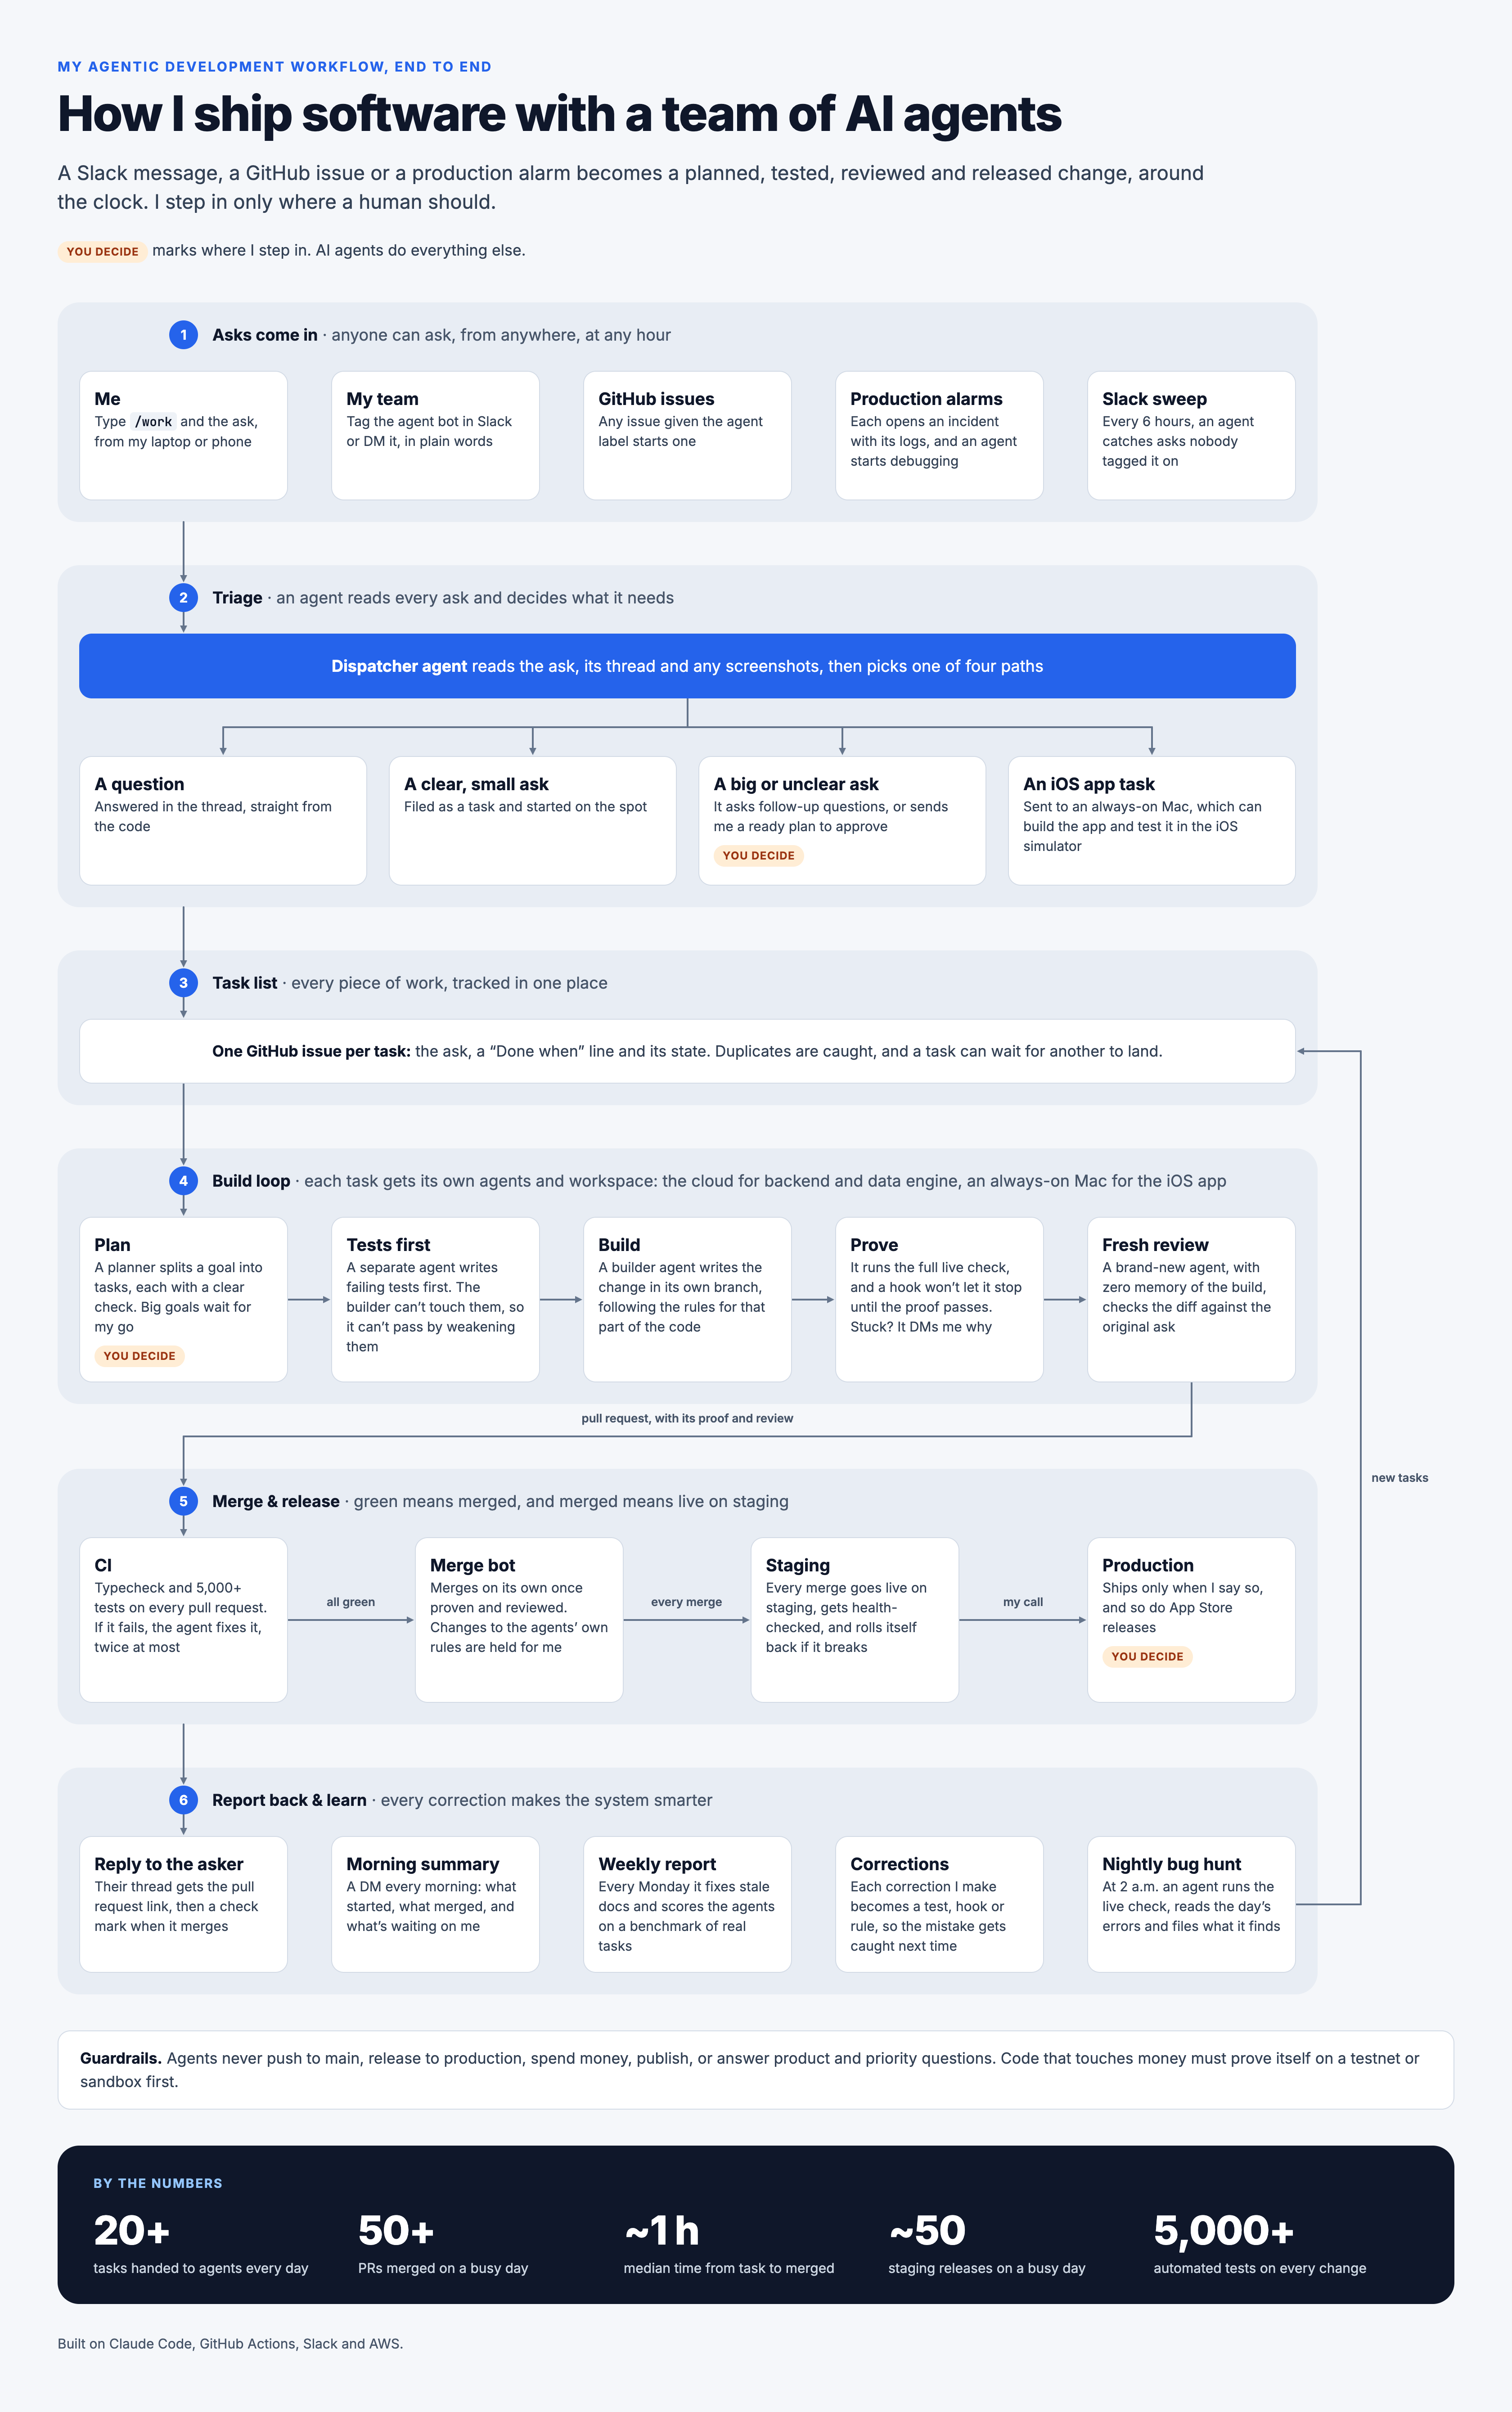 MY AGENTIC DEVELOPMENT WORKFLOW, END TO END
How I ship software with a team of AI agents
A Slack message, a GitHub issue or a production alarm becomes a planned, tested, reviewed and released change, around
the clock. I step in only where a human should.
YOU DECIDE marks where I step in. AI agents do everything else.
1 Asks come in · anyone can ask, from anywhere, at any hour
Me
Type /work and the ask,
from my laptop or phone
My team
Tag the agent bot in Slack
or DM it, in plain words
GitHub issues
Any issue given the agent
label starts one
Production alarms
Each opens an incident
with its logs, and an agent
starts debugging
Slack sweep
Every 6 hours, an agent
catches asks nobody
tagged it on
2 Triage · an agent reads every ask and decides what it needs
Dispatcher agent reads the ask, its thread and any screenshots, then picks one of four paths
A question
Answered in the thread, straight from
the code
A clear, small ask
Filed as a task and started on the spot
A big or unclear ask
It asks follow-up questions, or sends
me a ready plan to approve
YOU DECIDE
An iOS app task
Sent to an always-on Mac, which can
build the app and test it in the iOS
simulator
3 Task list · every piece of work, tracked in one place
One GitHub issue per task: the ask, a “Done when” line and its state. Duplicates are caught, and a task can wait for another to land.
4 Build loop · each task gets its own agents and workspace: the cloud for backend and data engine, an always-on Mac for the iOS app
Plan
A planner splits a goal into
tasks, each with a clear
check. Big goals wait for
my go
YOU DECIDE
Tests first
A separate agent writes
failing tests first. The
builder can’t touch them, so
it can’t pass by weakening
them
Build
A builder agent writes the
change in its own branch,
following the rules for that
part of the code
Prove
It runs the full live check,
and a hook won’t let it stop
until the proof passes.
Stuck? It DMs me why
Fresh review
A brand-new agent, with
zero memory of the build,
checks the diff against the
original ask
pull request, with its proof and review
new tasks
5 Merge & release · green means merged, and merged means live on staging
CI
Typecheck and 5,000+
tests on every pull request.
If it fails, the agent fixes it,
twice at most
all green
Merge bot
Merges on its own once
proven and reviewed.
Changes to the agents’ own
rules are held for me
every merge
Staging
Every merge goes live on
staging, gets health-
checked, and rolls itself
back if it breaks
my call
Production
Ships only when I say so,
and so do App Store
releases
YOU DECIDE
6 Report back & learn · every correction makes the system smarter
Reply to the asker
Their thread gets the pull
request link, then a check
mark when it merges
Morning summary
A DM every morning: what
started, what merged, and
what’s waiting on me
Weekly report
Every Monday it fixes stale
docs and scores the agents
on a benchmark of real
tasks
Corrections
Each correction I make
becomes a test, hook or
rule, so the mistake gets
caught next time
Nightly bug hunt
At 2 a.m. an agent runs the
live check, reads the day’s
errors and files what it finds
Guardrails. Agents never push to main, release to production, spend money, publish, or answer product and priority questions. Code that touches money must prove itself on a testnet or
sandbox first.
BY THE NUMBERS
20+
tasks handed to agents every day
50+
PRs merged on a busy day
~1 h
median time from task to merged
~50
staging releases on a busy day
5,000+
automated tests on every change
Built on Claude Code, GitHub Actions, Slack and AWS.